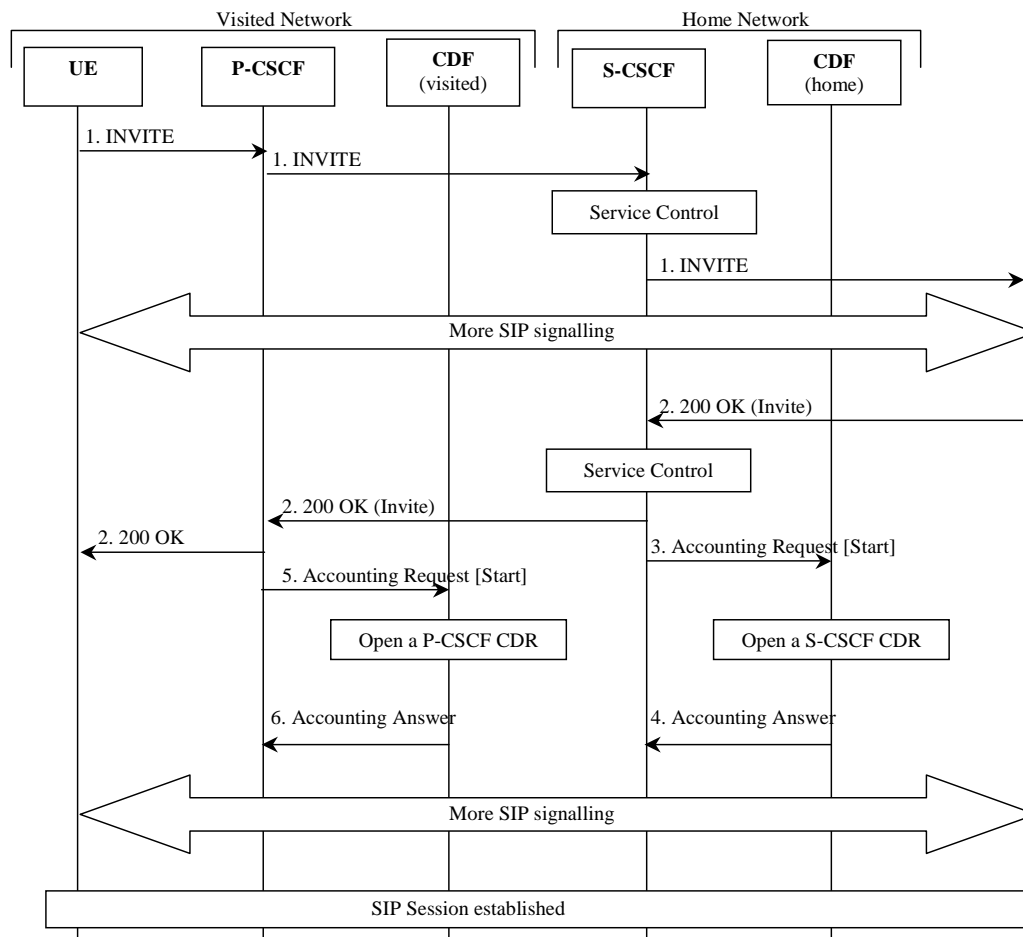 Visited Network
Home Network
UE
P-CSCF
CDF
(visited)
S-CSCF
CDF
(home)
1. INVITE
1. INVITE
Service Control
1. INVITE
More SIP signalling
2. 200 OK (Invite)
Service Control
2. 200 OK (Invite)
2. 200 OK
3. Accounting Request [Start]
5. Accounting Request [Start]
Open a P-CSCF CDR
Open a S-CSCF CDR
6. Accounting Answer
4. Accounting Answer
More SIP signalling
SIP Session established